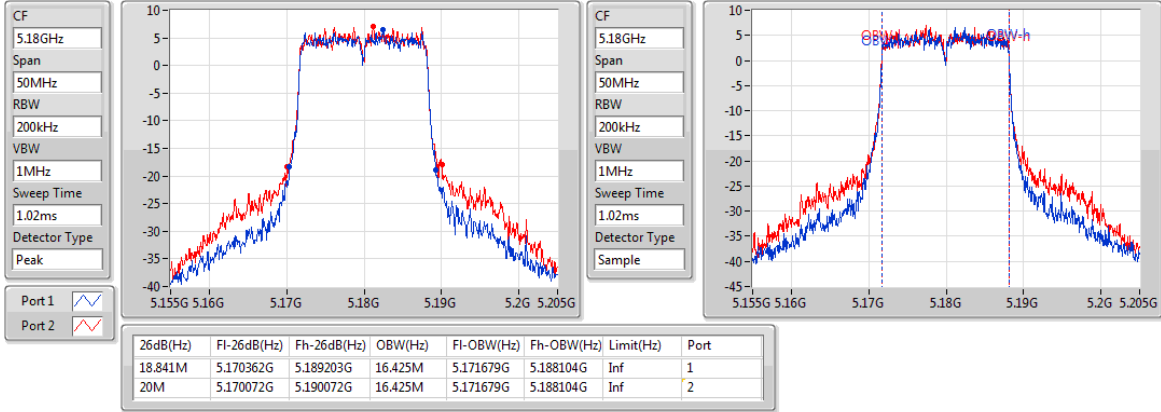 CF
5.18GHz
Span
50MHz
RBW
200kHz
VBW
1MHz
Sweep Time
1.02ms
Detector Type
Peak
10
5
0
-5
-10
-15
-20
-25
-30
-35
-40
5.155G 5.16G 5.17G 5.18G 5.19G 5.2G 5.205G
CF
5.18GHz
Span
50MHz
RBW
200kHz
VBW
1MHz
Sweep Time
1.02ms
Detector Type
Sample
10
5
0
-5
-10
-15
-20
-25
-30
-35
-40
-45
OBW-h
5.155G 5.16G 5.17G 5.18G 5.19G 5.2G 5.205G
Port 1
Port 2
26dB(Hz) Fl-26dB(Hz) Fh-26dB(Hz) OBW(Hz) Fl-OBW(Hz) Fh-OBW(Hz) Limit(Hz) Port
18.841M 5.170362G 5.189203G 16.425M 5.171679G 5.188104G Inf 1
20M 5.170072G 5.190072G 16.425M 5.171679G 5.188104G Inf 2